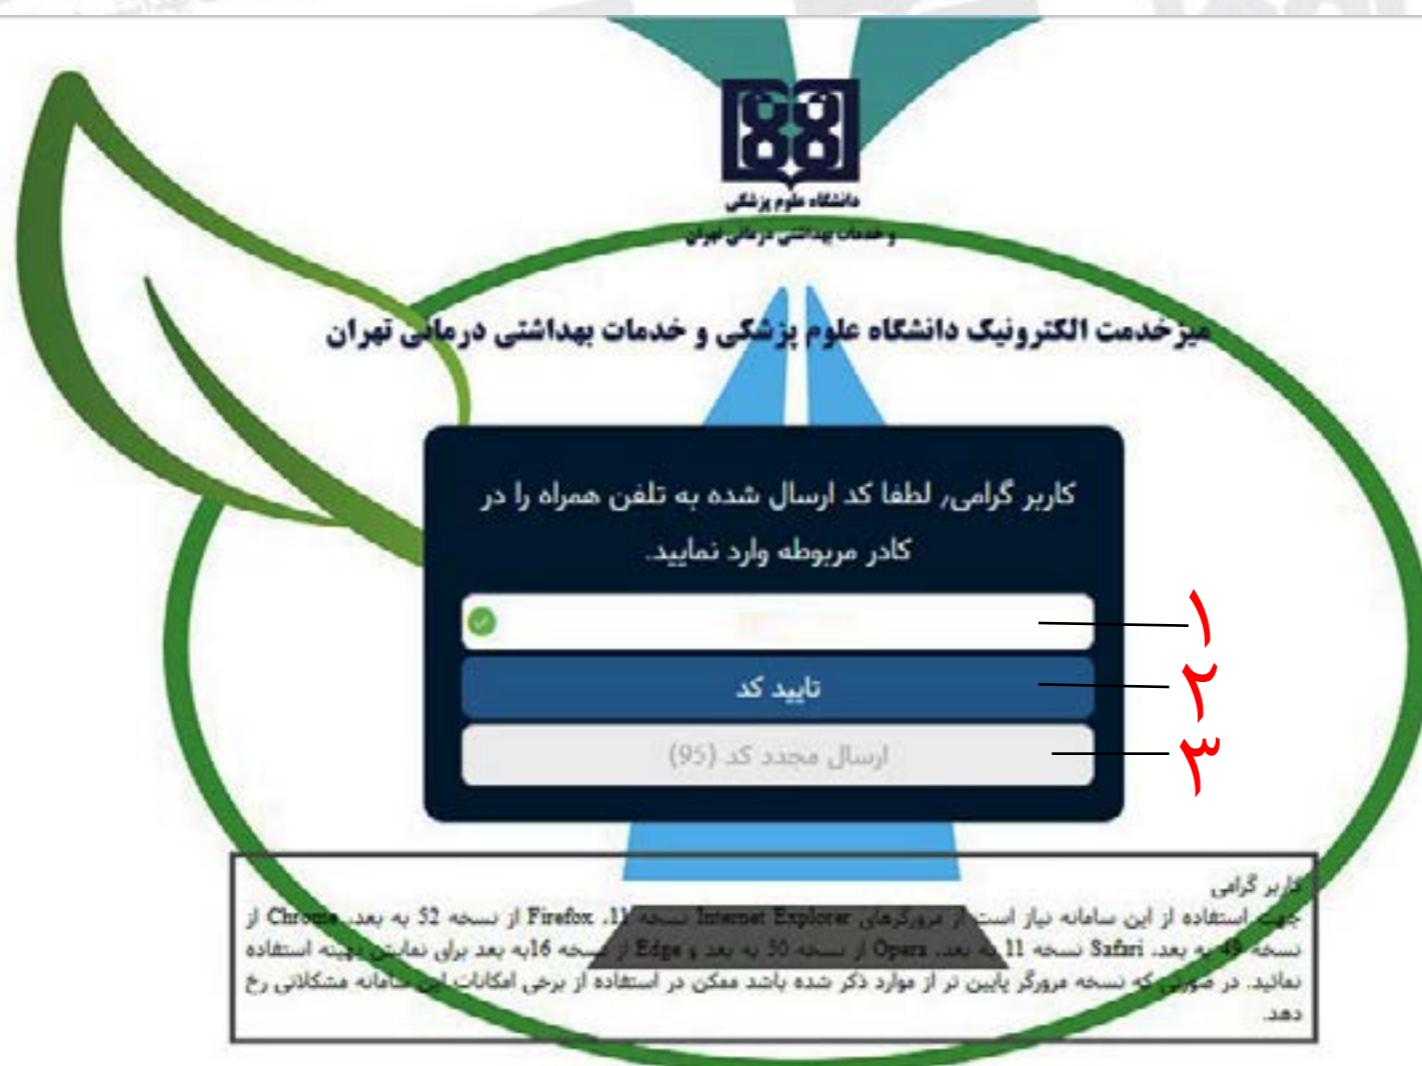 دانشگاه علوم پزشکی
و خدمات بهداشتی درمانی تهران
میزخدمت الکترونیک دانشگاه علوم پزشکی و خدمات بهداشتی درمانی تهران
کاربر گرامی، لطفا کد ارسال شده به تلفن همراه را در
کادر مربوطه وارد نمایید.
۱
تایید کد
۲
ارسال مجدد کد (95)
۳
کاربر گرامی
جهت استفاده از این سامانه نیاز است از مرورگرهای Internet Explorer نسخه 11، Firefox از نسخه 52 به بعد، Chrome از
نسخه 49 به بعد، Safari نسخه 11 به بعد، Opera از نسخه 50 به بعد و Edge از نسخه 16به بعد برای نمایش بهینه استفاده
نمائید. در صورتی که نسخه مرورگر پایین تر از موارد ذکر شده باشد ممکن در استفاده از برخی امکانات این سامانه مشکلاتی رخ
دهد.